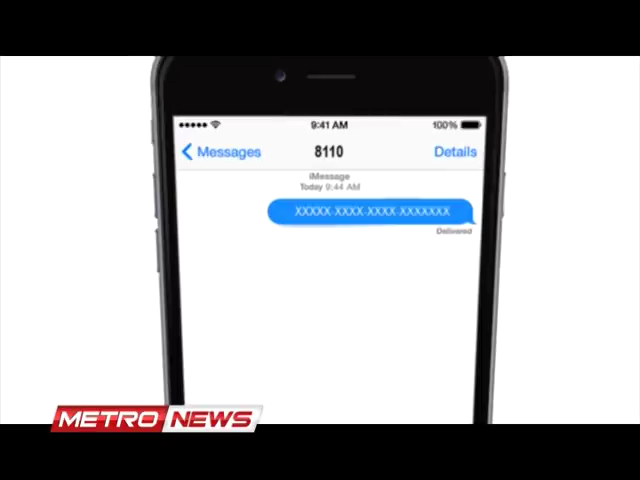 9:41 AM 100%
Messages 8110 Details
iMessage
Today 9:44 AM
XXXXX-XXXX-XXXX-XXXXXXX
Delivered
METRO NEWS